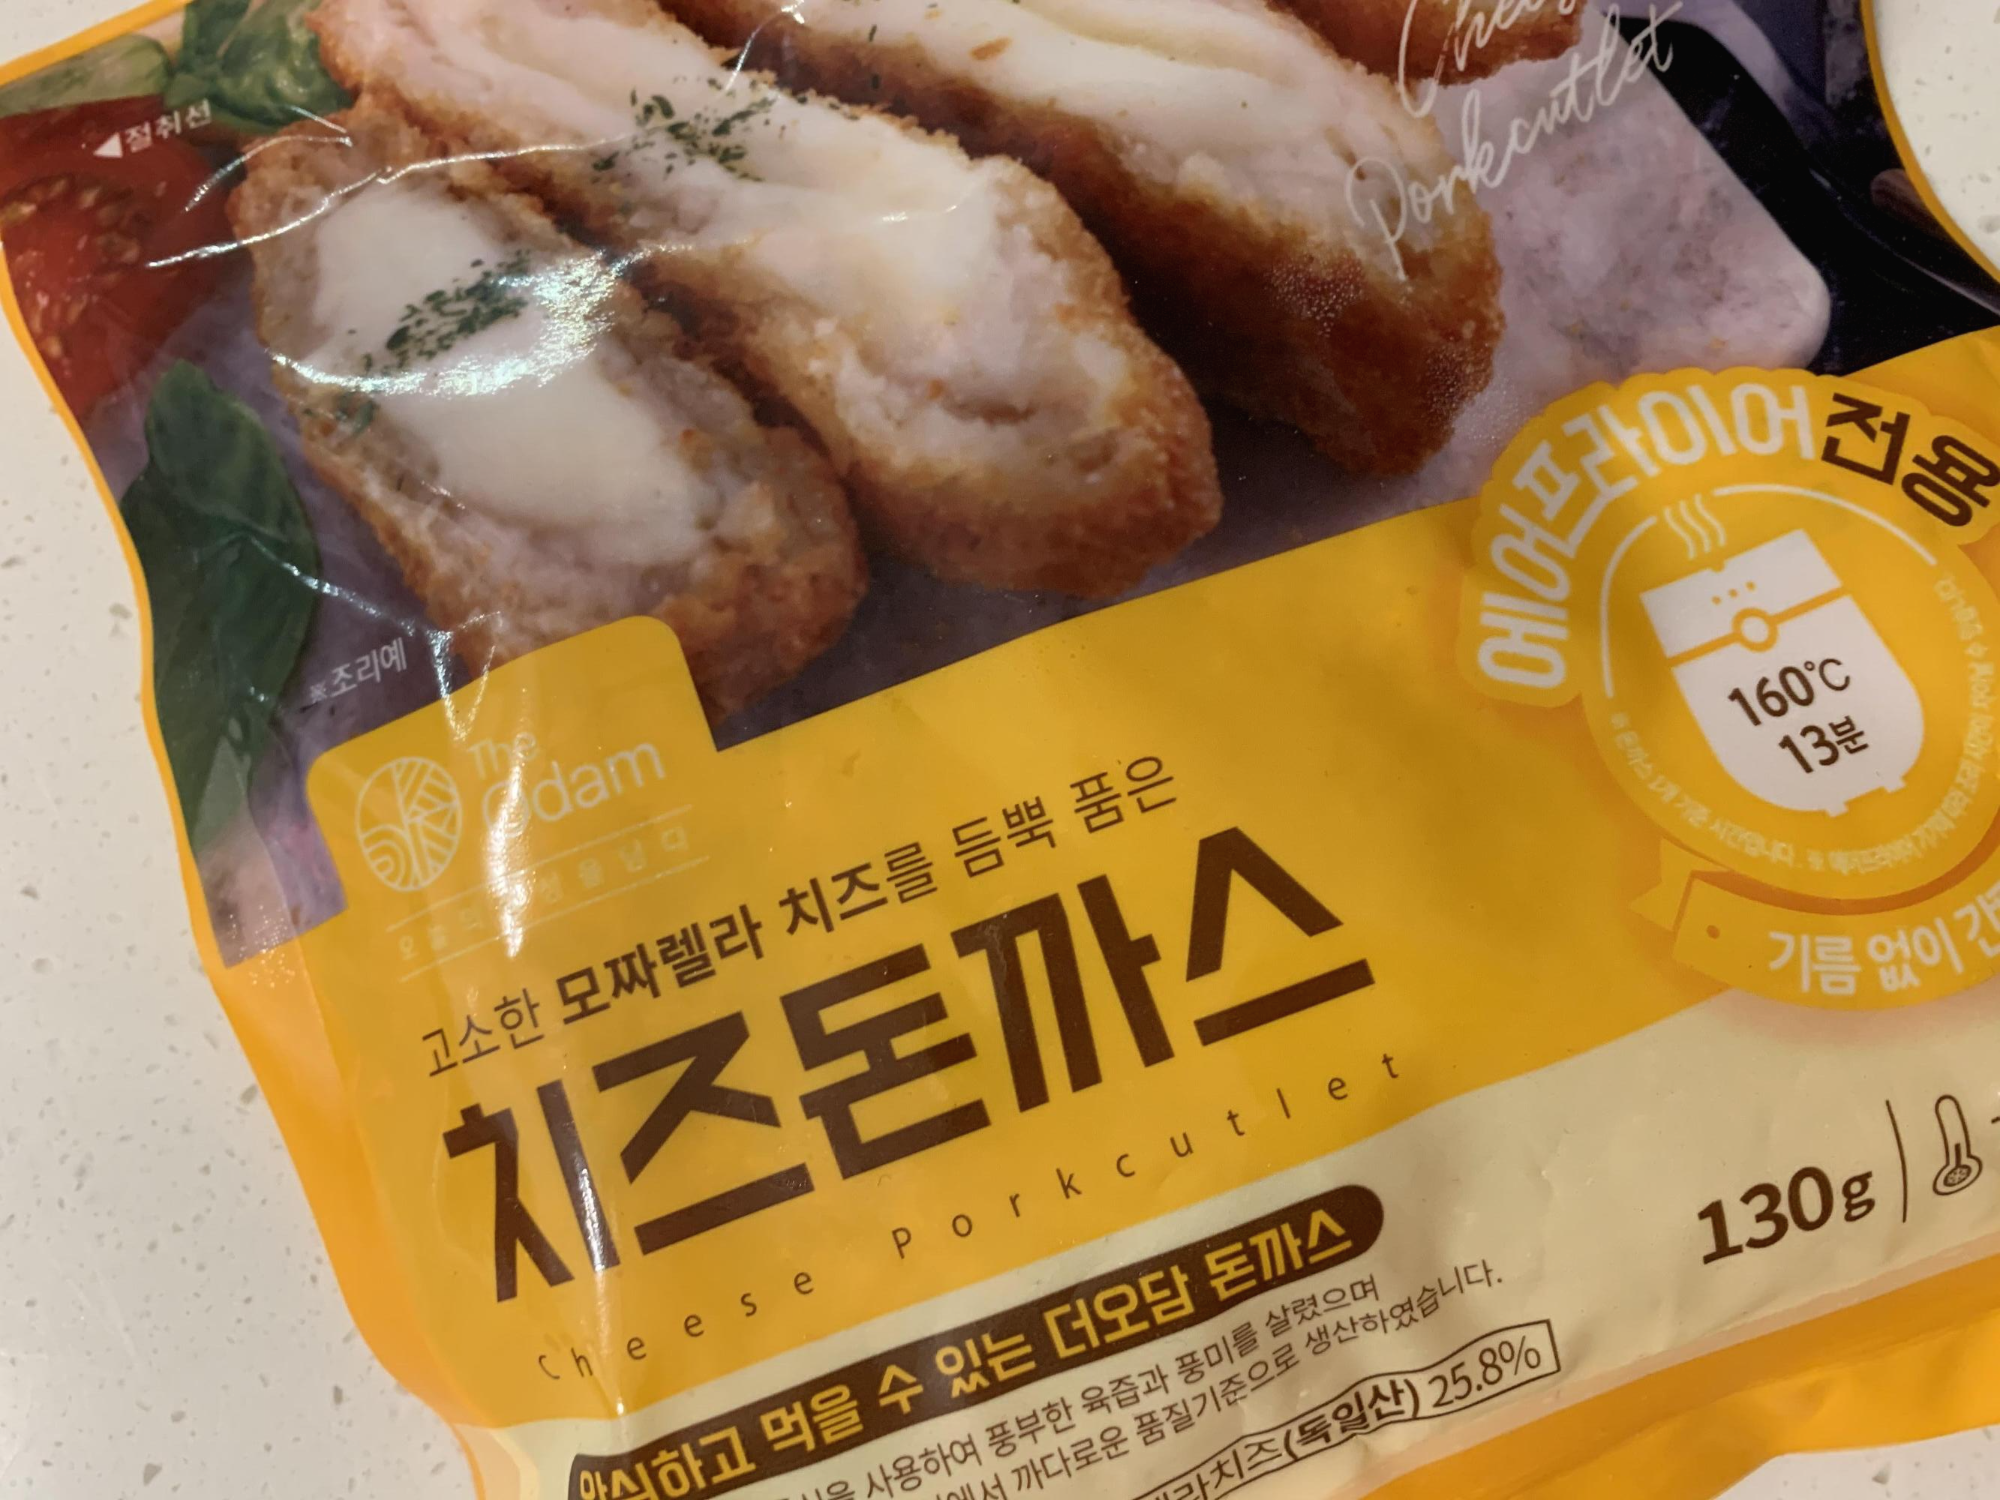 Porkcutlet
◀절취선
에어프라이어전용
160℃
13분
※조리예
The
Odam
기름 없이
고소한 모짜렐라 치즈를 듬뿍 품은
치즈돈까스
Cheese Porkcutlet
130g
안심하고 먹을 수 있는 더오담 돈까스
사용하여 풍부한 육즙과 풍미를 살렸으며
까다로운 품질기준으로 생산하였습니다.
치즈(독일산) 25.8%